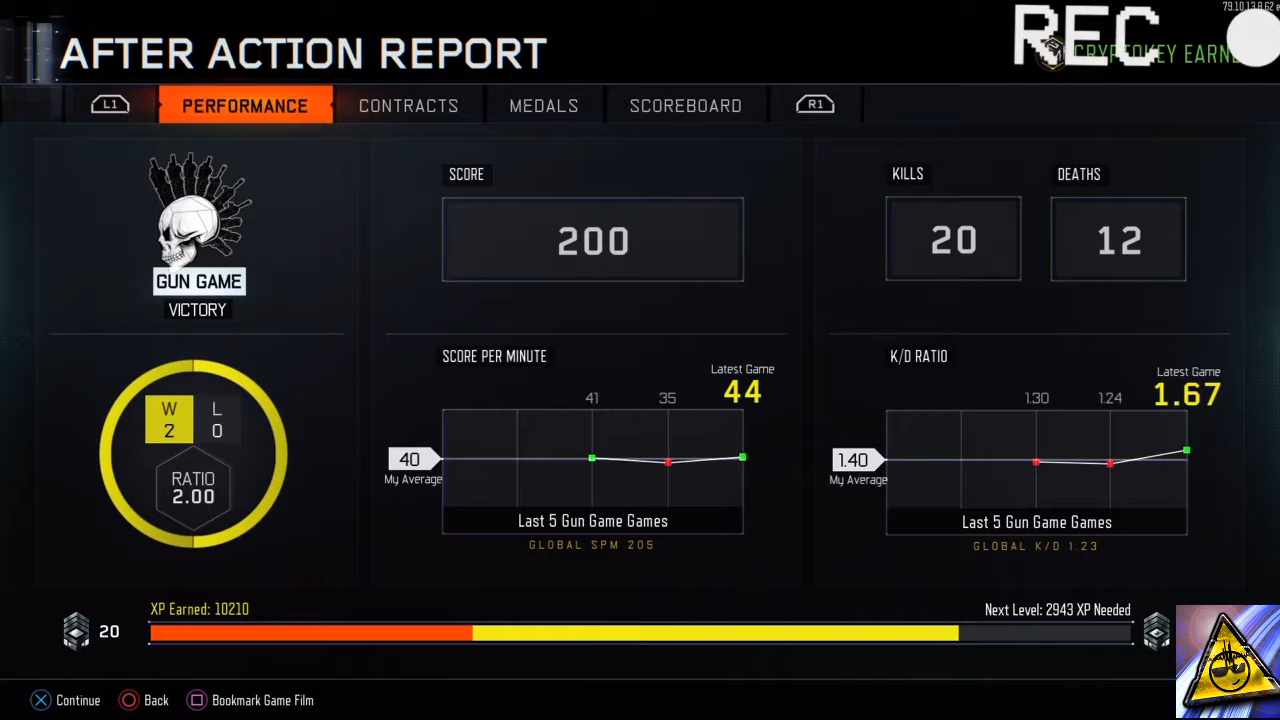 79.10.13.9.62 e
REC
AFTER ACTION REPORT
CRYPTOKEY EARNE
L1
PERFORMANCE
CONTRACTS
MEDALS
SCOREBOARD
R1
GUN GAME
VICTORY
SCORE
200
KILLS
20
DEATHS
12
W
2
L
0
RATIO
2.00
SCORE PER MINUTE
Latest Game
44
41
35
40
My Average
Last 5 Gun Game Games
GLOBAL SPM 205
K/D RATIO
Latest Game
1.67
1.30
1.24
1.40
My Average
Last 5 Gun Game Games
GLOBAL K/D 1.23
XP Earned: 10210
Next Level: 2943 XP Needed
20
Continue
Back
Bookmark Game Film